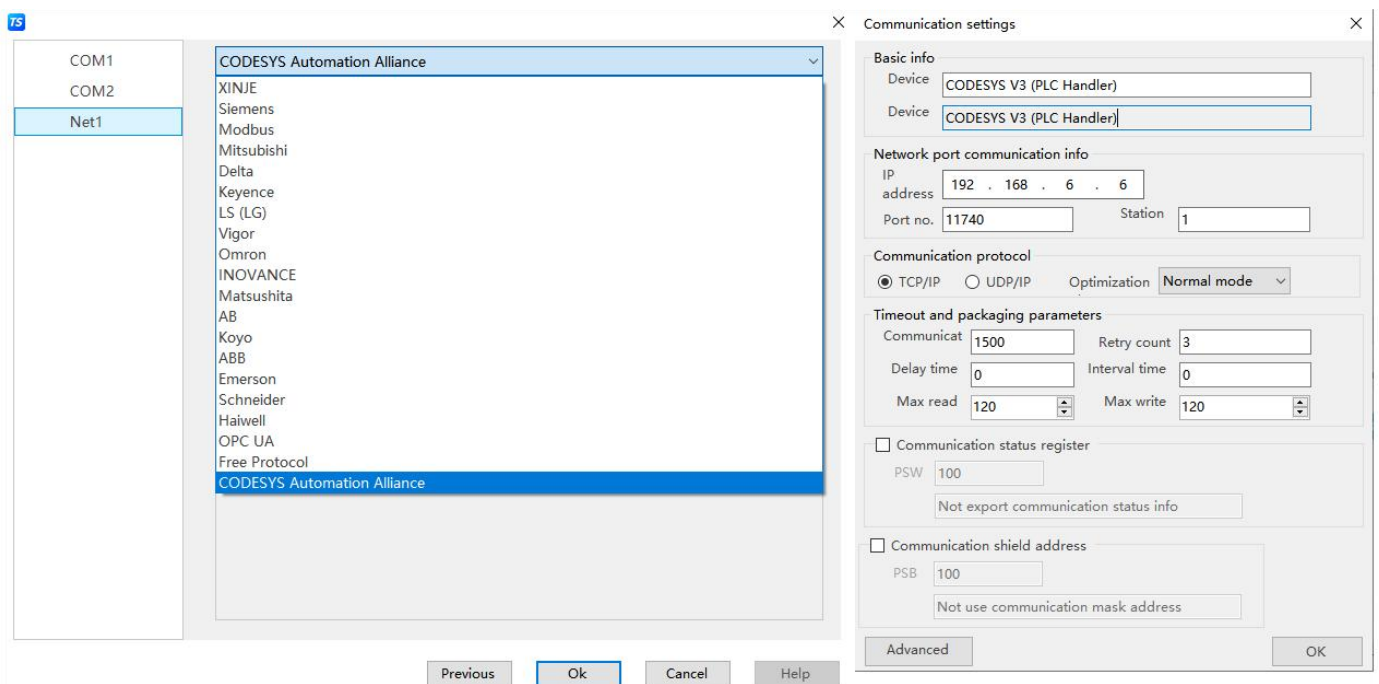 TS
COM1
COM2
Net1
CODESYS Automation Alliance
XINJE
Siemens
Modbus
Mitsubishi
Delta
Keyence
LS (LG)
Vigor
Omron
INOVANCE
Matsushita
AB
Koyo
ABB
Emerson
Schneider
Haiwell
OPC UA
Free Protocol
CODESYS Automation Alliance
Previous Ok Cancel Help
Communication settings
Basic info
Device CODESYS V3 (PLC Handler)
Device CODESYS V3 (PLC Handler)
Network port communication info
IP address 192 . 168 . 6 . 6
Port no. 11740 Station 1
Communication protocol
TCP/IP UDP/IP Optimization Normal mode
Timeout and packaging parameters
Communicat 1500 Retry count 3
Delay time 0 Interval time 0
Max read 120 Max write 120
Communication status register
PSW 100
Not export communication status info
Communication shield address
PSB 100
Not use communication mask address
Advanced OK